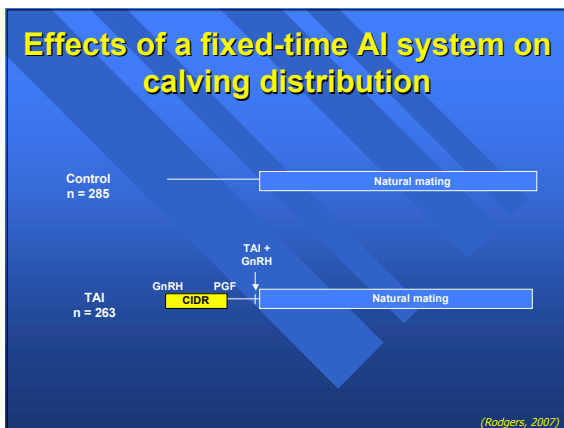 Effects of a fixed-time AI system on
calving distribution
Control
n = 285
Natural mating
TAI +
GnRH
GnRH
PGF
TAI
n = 263
CIDR
Natural mating
(Rodgers, 2007)